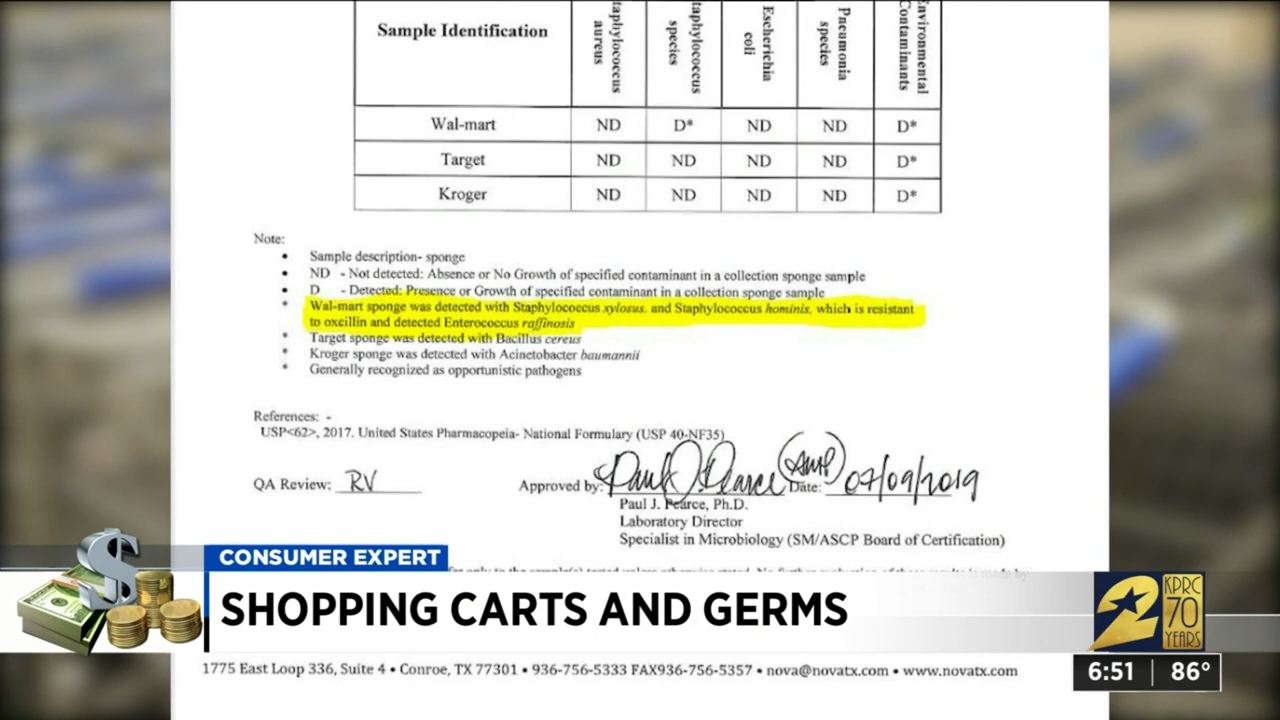 Sample Identification
taphylococcus
aureus
taphylococcus
species
Escherichia
coli
Pneumonia
species
Environmental
Contaminants
Wal-mart ND D* ND ND D*
Target ND ND ND ND D*
Kroger ND ND ND ND D*
Note:
• Sample description- sponge
• ND - Not detected: Absence or No Growth of specified contaminant in a collection sponge sample
• D - Detected: Presence or Growth of specified contaminant in a collection sponge sample
* Wal-mart sponge was detected with Staphylococcus xylosus, and Staphylococcus hominis, which is resistant
to oxcillin and detected Enterococcus raffinosis
* Target sponge was detected with Bacillus cereus
* Kroger sponge was detected with Acinetobacter baumannii
* Generally recognized as opportunistic pathogens
References: -
USP<62>, 2017. United States Pharmacopeia- National Formulary (USP 40-NF35)
QA Review: RV Approved by: Paul J. Pearce Date: 07/09/2019
Paul J. Pearce, Ph.D.
Laboratory Director
Specialist in Microbiology (SM/ASCP Board of Certification)
CONSUMER EXPERT
SHOPPING CARTS AND GERMS
2 KPRC
70
YEARS
1775 East Loop 336, Suite 4 • Conroe, TX 77301 • 936-756-5333 FAX936-756-5357 • nova@novatx.com • www.novatx.com
6:51 86°